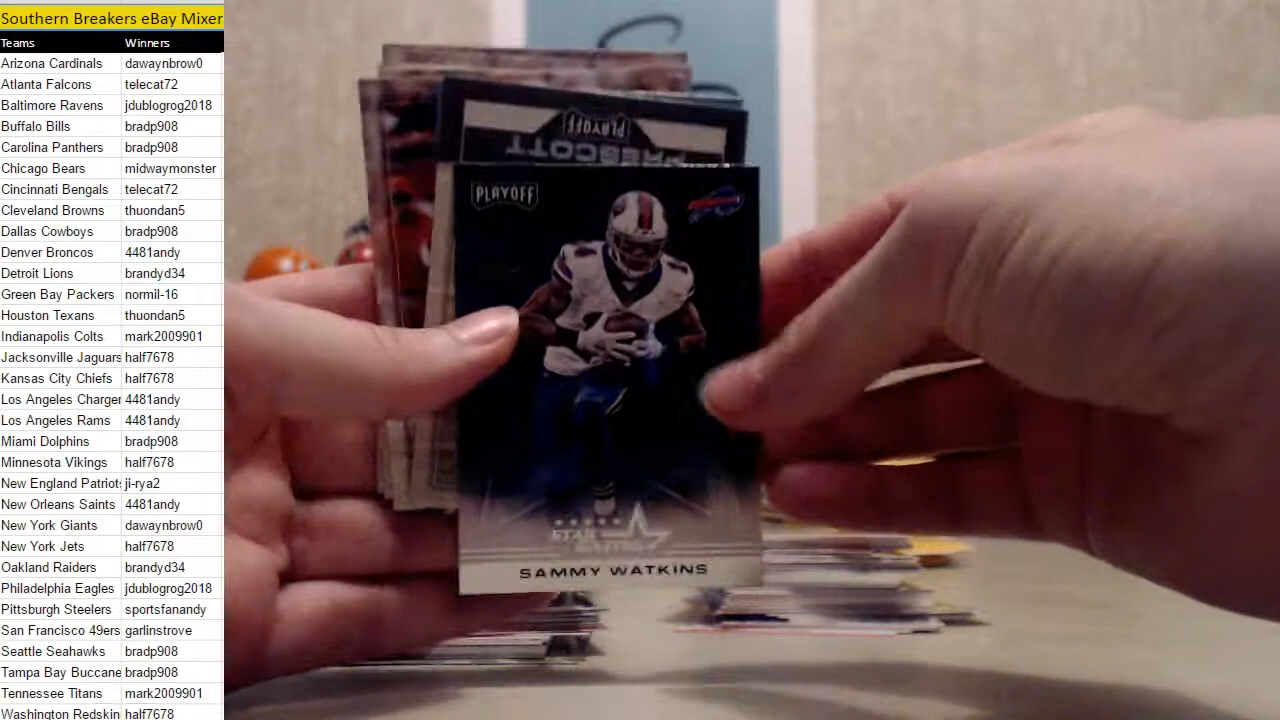 Southern Breakers eBay Mixer
Teams Winners
Arizona Cardinals dawaynbrow0
Atlanta Falcons telecat72
Baltimore Ravens jdublogrog2018
Buffalo Bills bradp908
Carolina Panthers bradp908
Chicago Bears midwaymonster
Cincinnati Bengals telecat72
Cleveland Browns thuondan5
Dallas Cowboys bradp908
Denver Broncos 4481andy
Detroit Lions brandyd34
Green Bay Packers normil-16
Houston Texans thuondan5
Indianapolis Colts mark2009901
Jacksonville Jaguars half7678
Kansas City Chiefs half7678
Los Angeles Charger 4481andy
Los Angeles Rams 4481andy
Miami Dolphins bradp908
Minnesota Vikings half7678
New England Patriots ji-rya2
New Orleans Saints 4481andy
New York Giants dawaynbrow0
New York Jets half7678
Oakland Raiders brandyd34
Philadelphia Eagles jdublogrog2018
Pittsburgh Steelers sportsfanandy
San Francisco 49ers garlinstrove
Seattle Seahawks bradp908
Tampa Bay Buccane bradp908
Tennessee Titans mark2009901
Washington Redskin half7678
PLAYOFF
PRESCOTT
PLAYOFF
STAR
SAMMY WATKINS